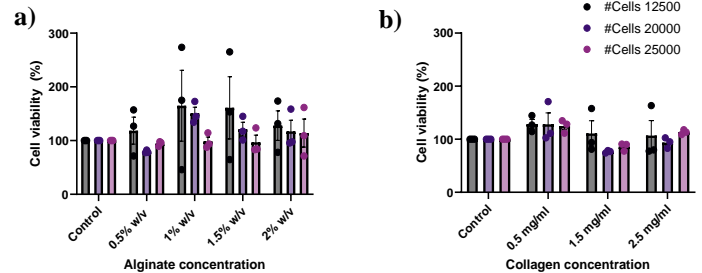 a)
300
200
100
0
Cell viability (%)
Control
0.5% w/v
1% w/v
1.5% w/v
2% w/v
Alginate concentration
b)
#Cells 12500
#Cells 20000
#Cells 25000
300
200
100
0
Cell viability (%)
Control
0.5 mg/ml
1.5 mg/ml
2.5 mg/ml
Collagen concentration